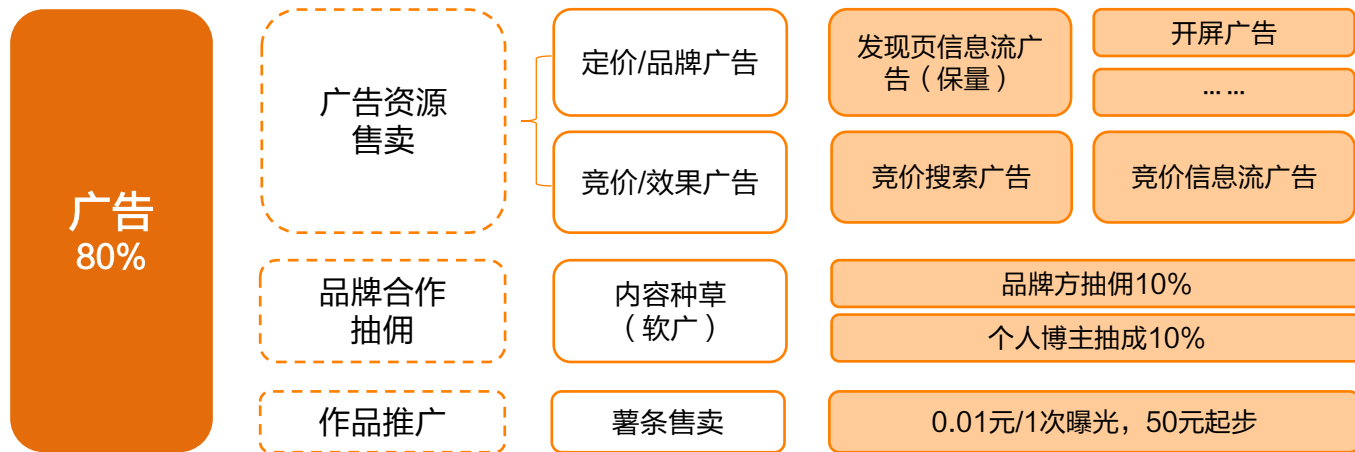 广告
80%
广告资源
售卖
定价/品牌广告
发现页信息流广
告（保量）
开屏广告
... ...
竞价/效果广告
竞价搜索广告
竞价信息流广告
品牌合作
抽佣
内容种草
（软广）
品牌方抽佣10%
个人博主抽成10%
作品推广
薯条售卖
0.01元/1次曝光，50元起步